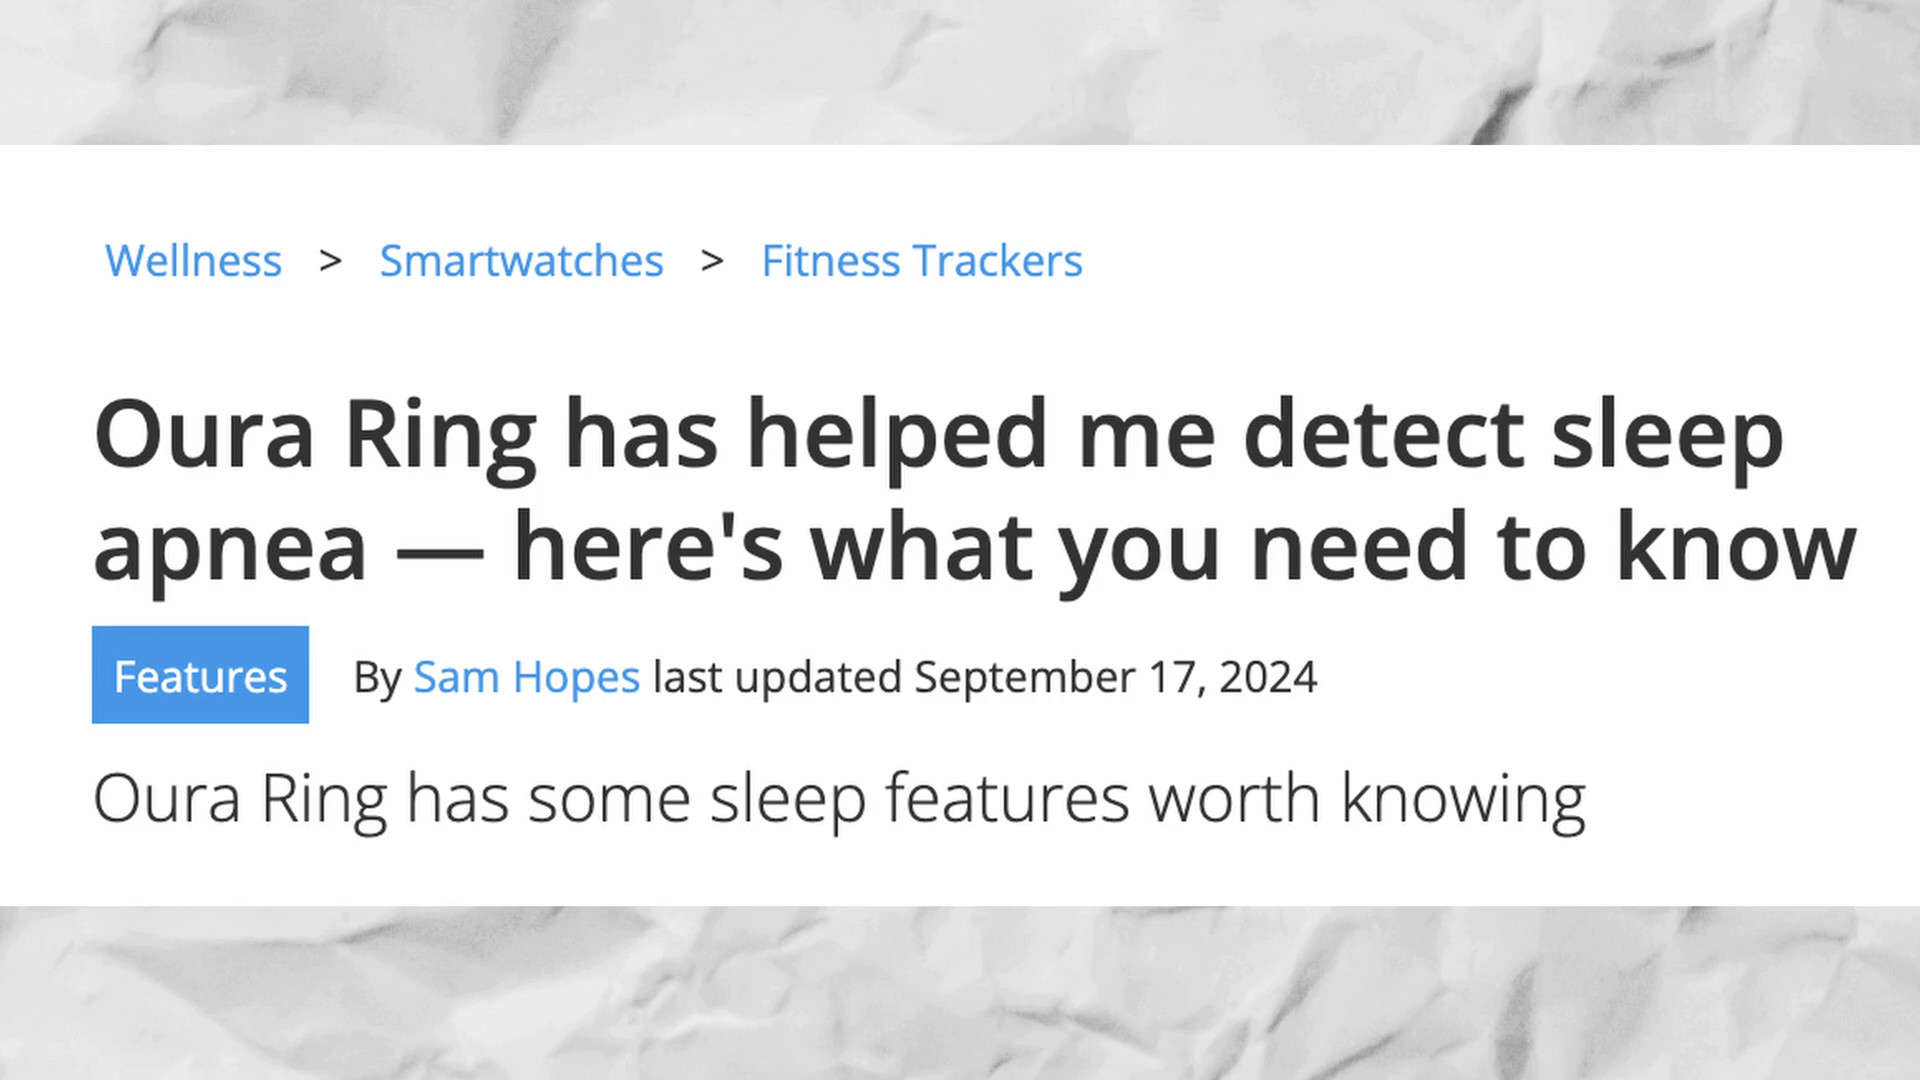 Wellness > Smartwatches > Fitness Trackers
Oura Ring has helped me detect sleep
apnea — here's what you need to know
Features By Sam Hopes last updated September 17, 2024
Oura Ring has some sleep features worth knowing